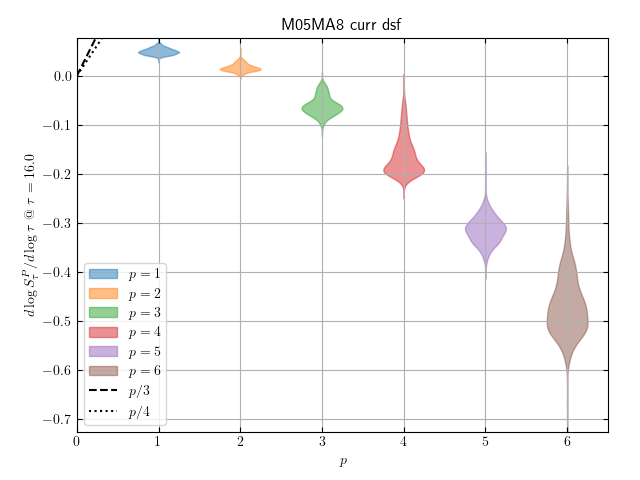 M05MA8 curr dsf
0.0
−0.1
−0.2
−0.3
−0.4
−0.5
−0.6
−0.7
d log S_τ^P / d log τ @ τ = 16.0
p = 1
p = 2
p = 3
p = 4
p = 5
p = 6
p/3
p/4
0 1 2 3 4 5 6
p